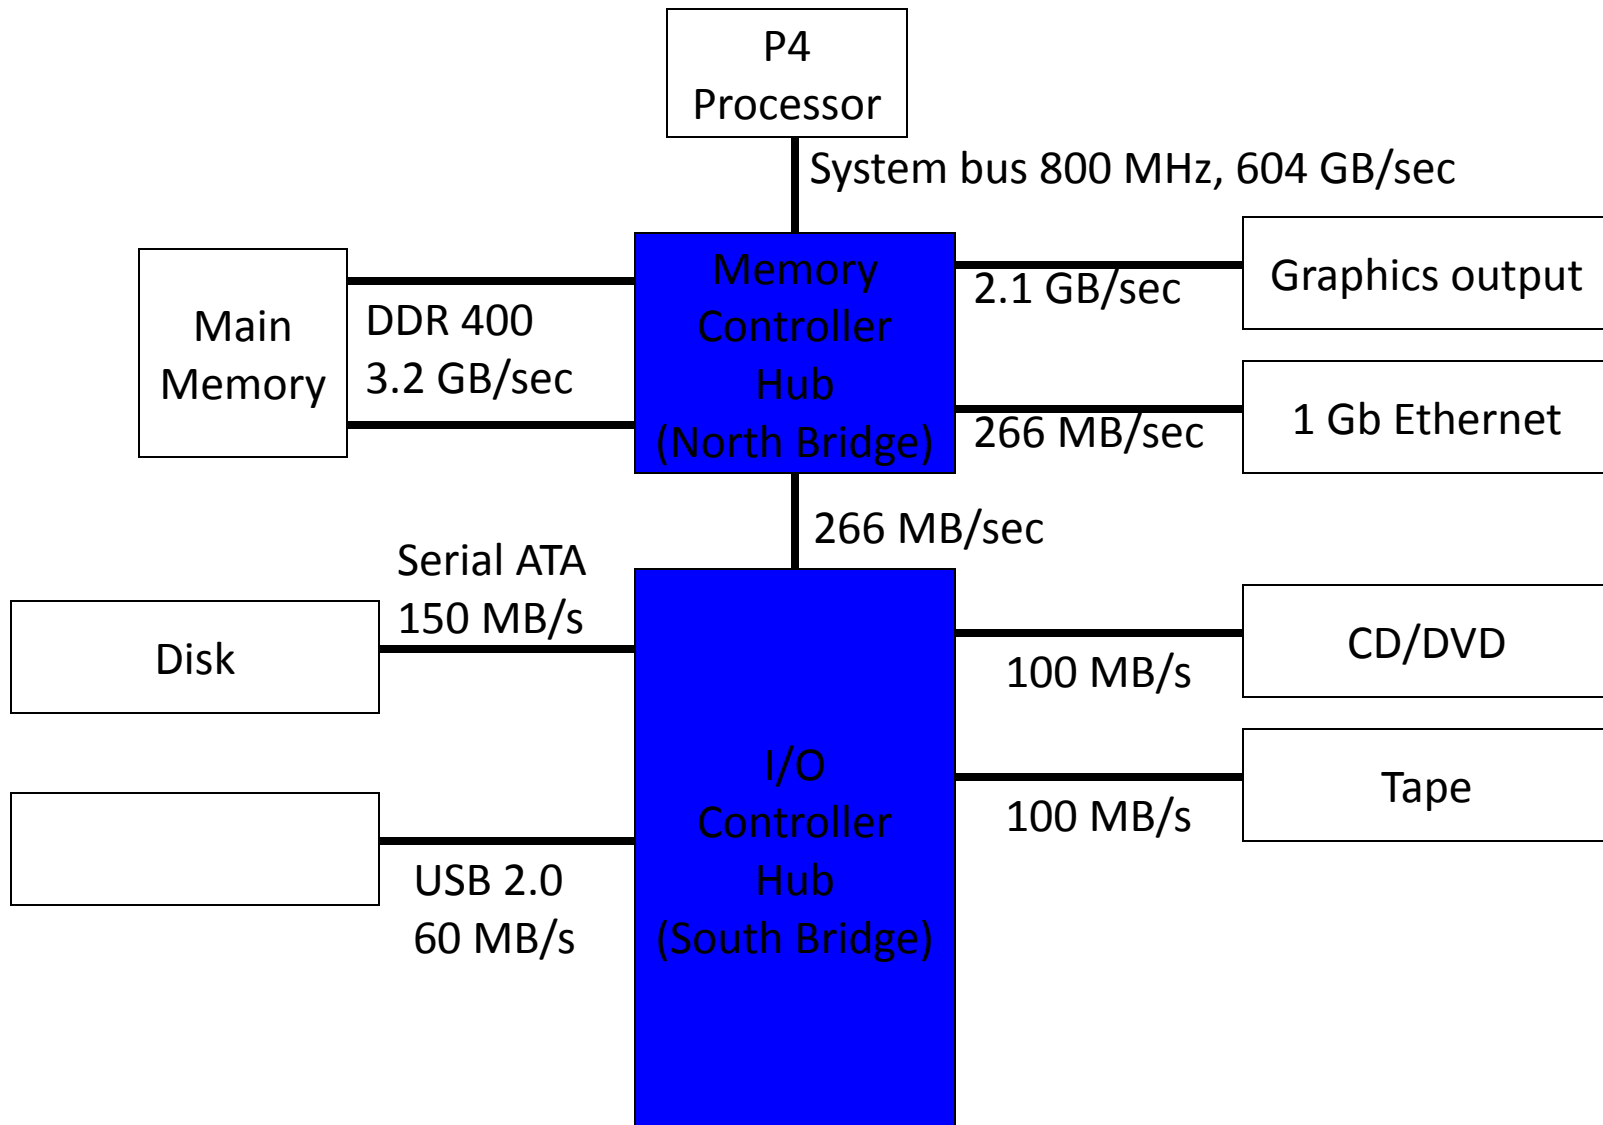 P4
Processor
System bus 800 MHz, 604 GB/sec
Main
Memory
DDR 400
3.2 GB/sec
Memory
Controller
Hub
(North Bridge)
2.1 GB/sec
Graphics output
266 MB/sec
1 Gb Ethernet
266 MB/sec
Serial ATA
150 MB/s
Disk
USB 2.0
60 MB/s
I/O
Controller
Hub
(South Bridge)
100 MB/s
CD/DVD
100 MB/s
Tape